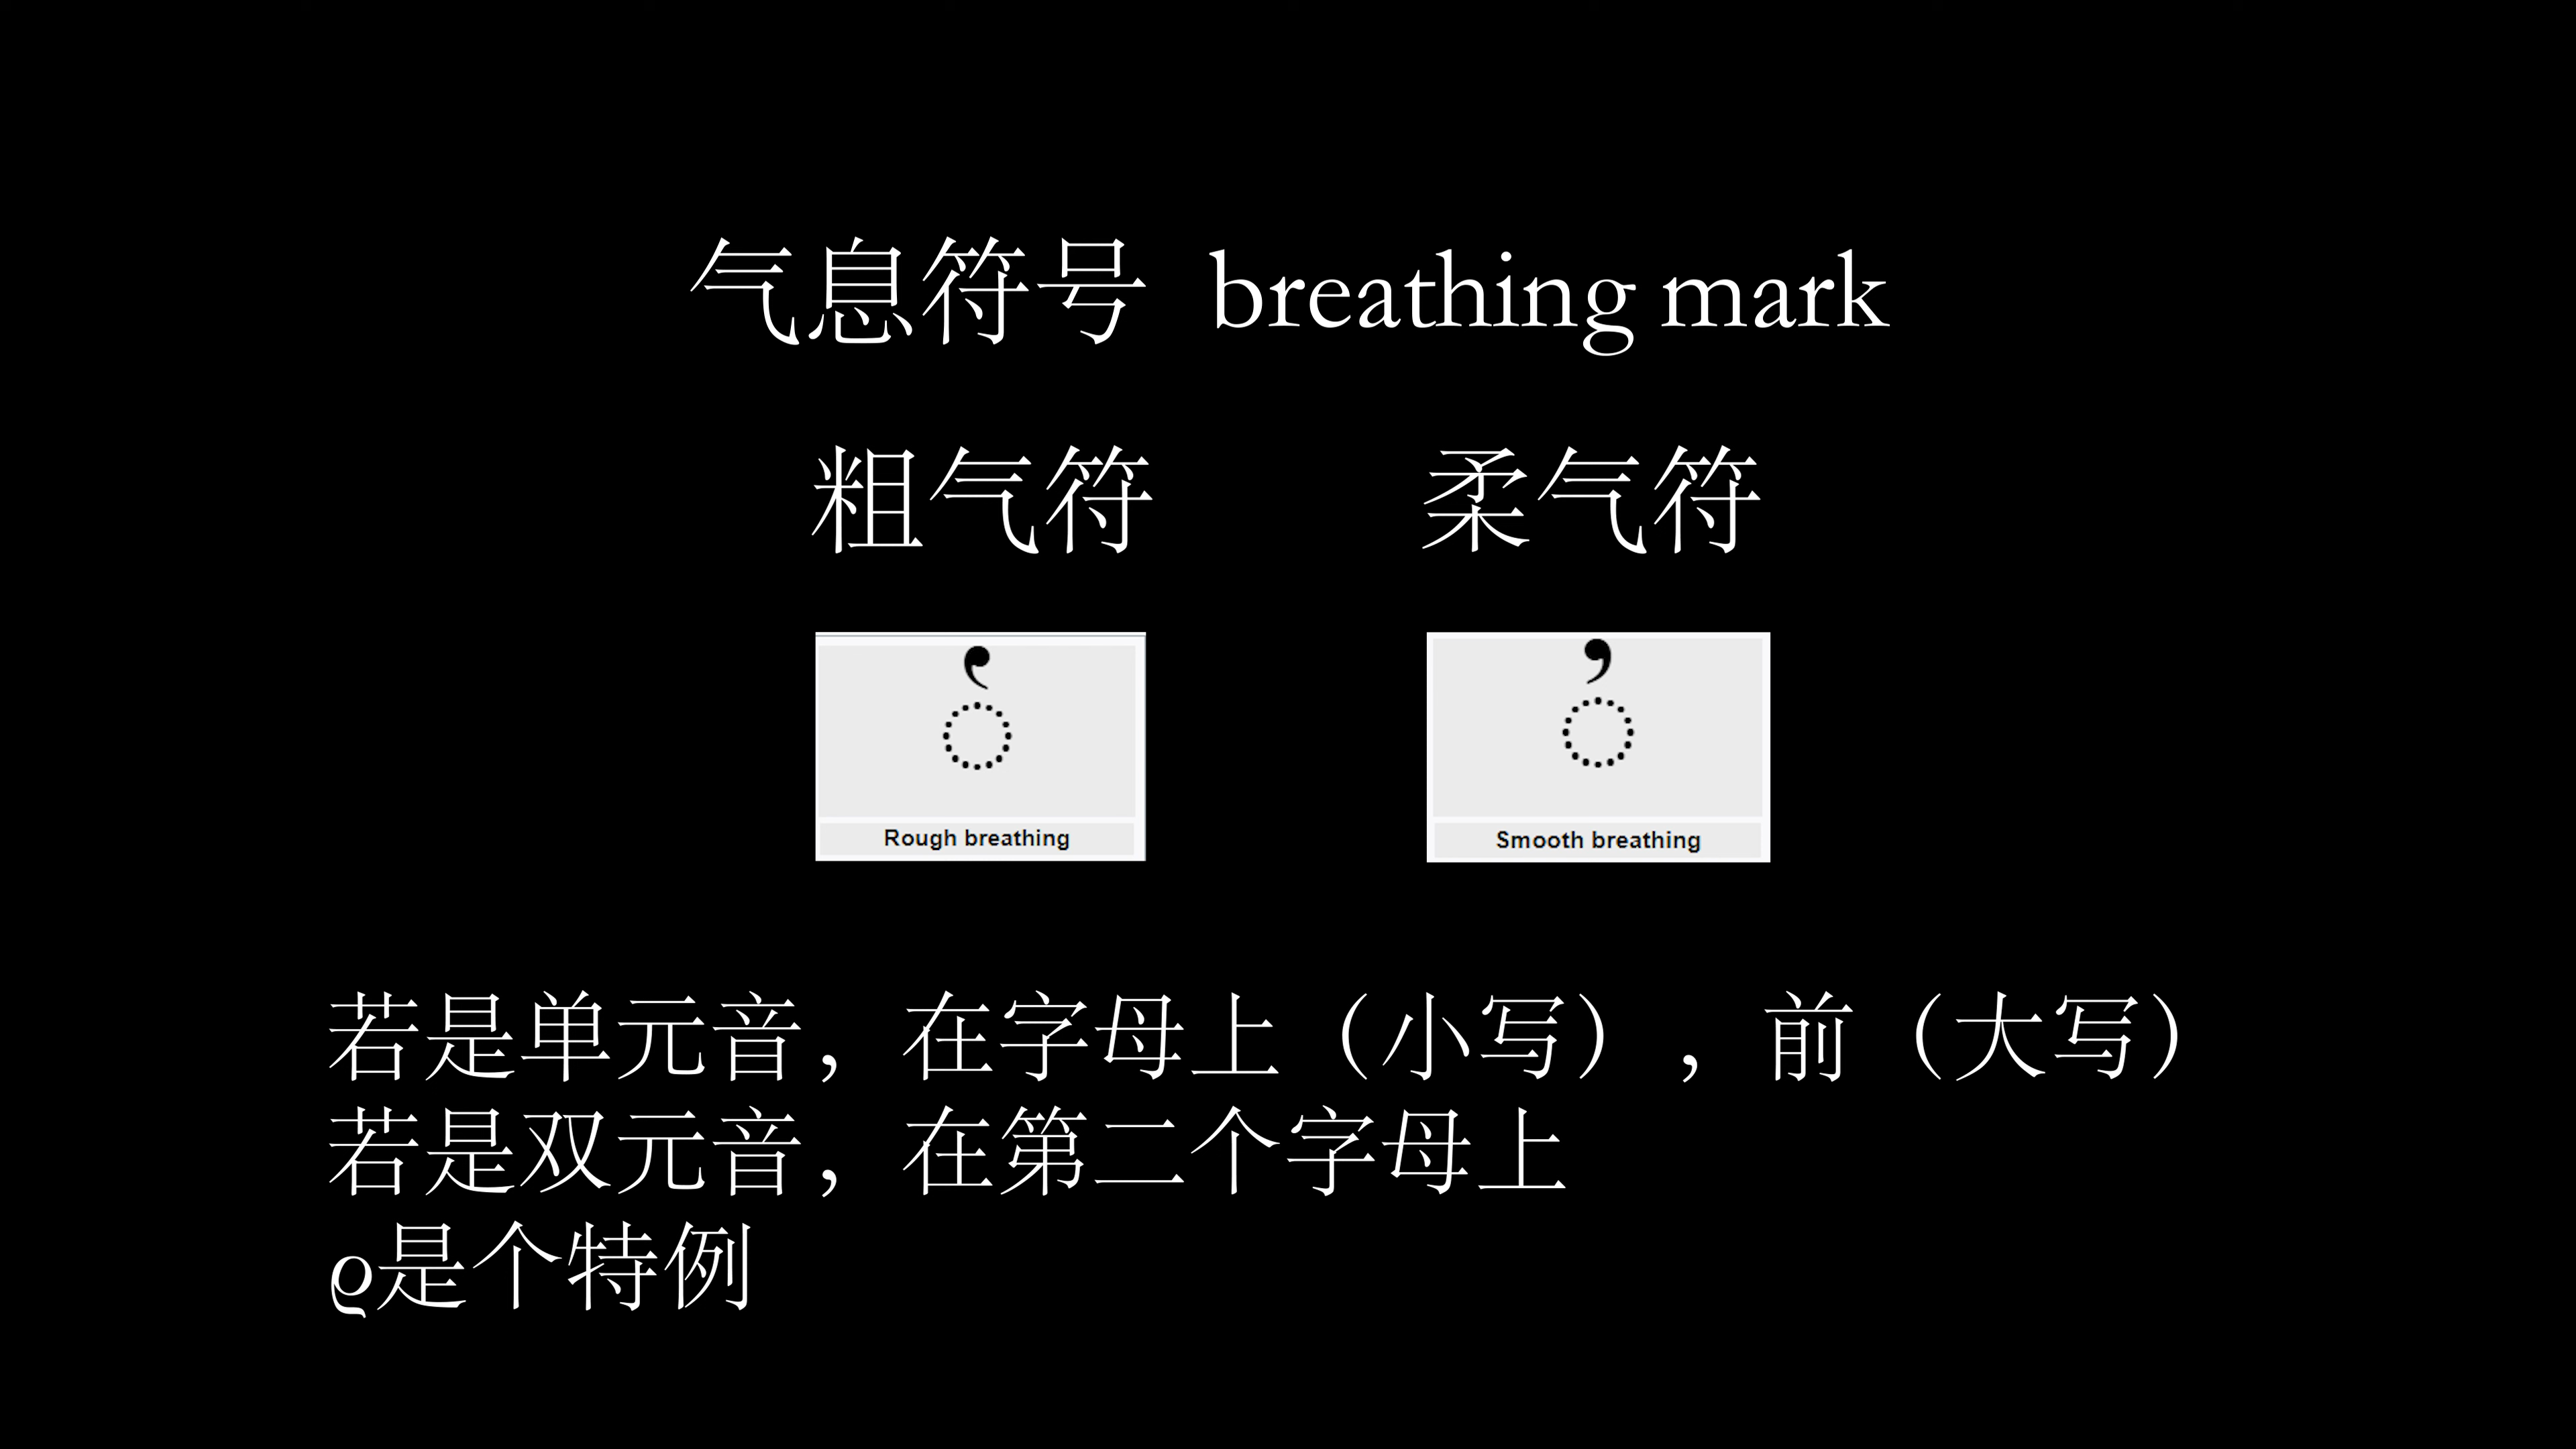 气息符号 breathing mark
粗气符 柔气符
Rough breathing Smooth breathing
若是单元音，在字母上（小写），前（大写）
若是双元音，在第二个字母上
ϱ是个特例